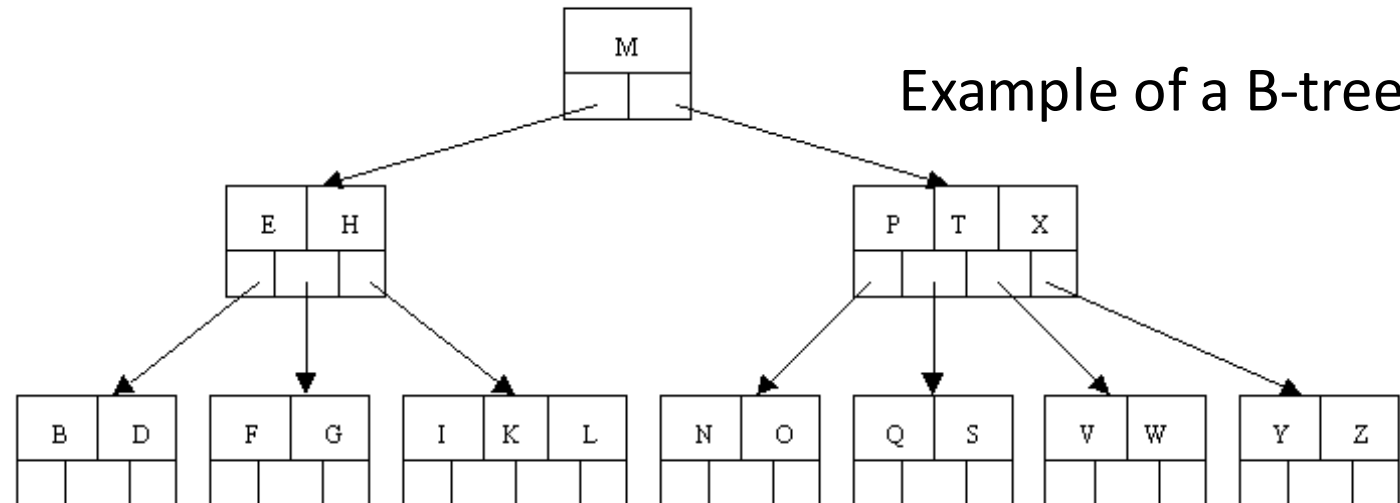 M
Example of a B-tree
E H
P T X
B D
F G
I K L
N O
Q S
V W
Y Z